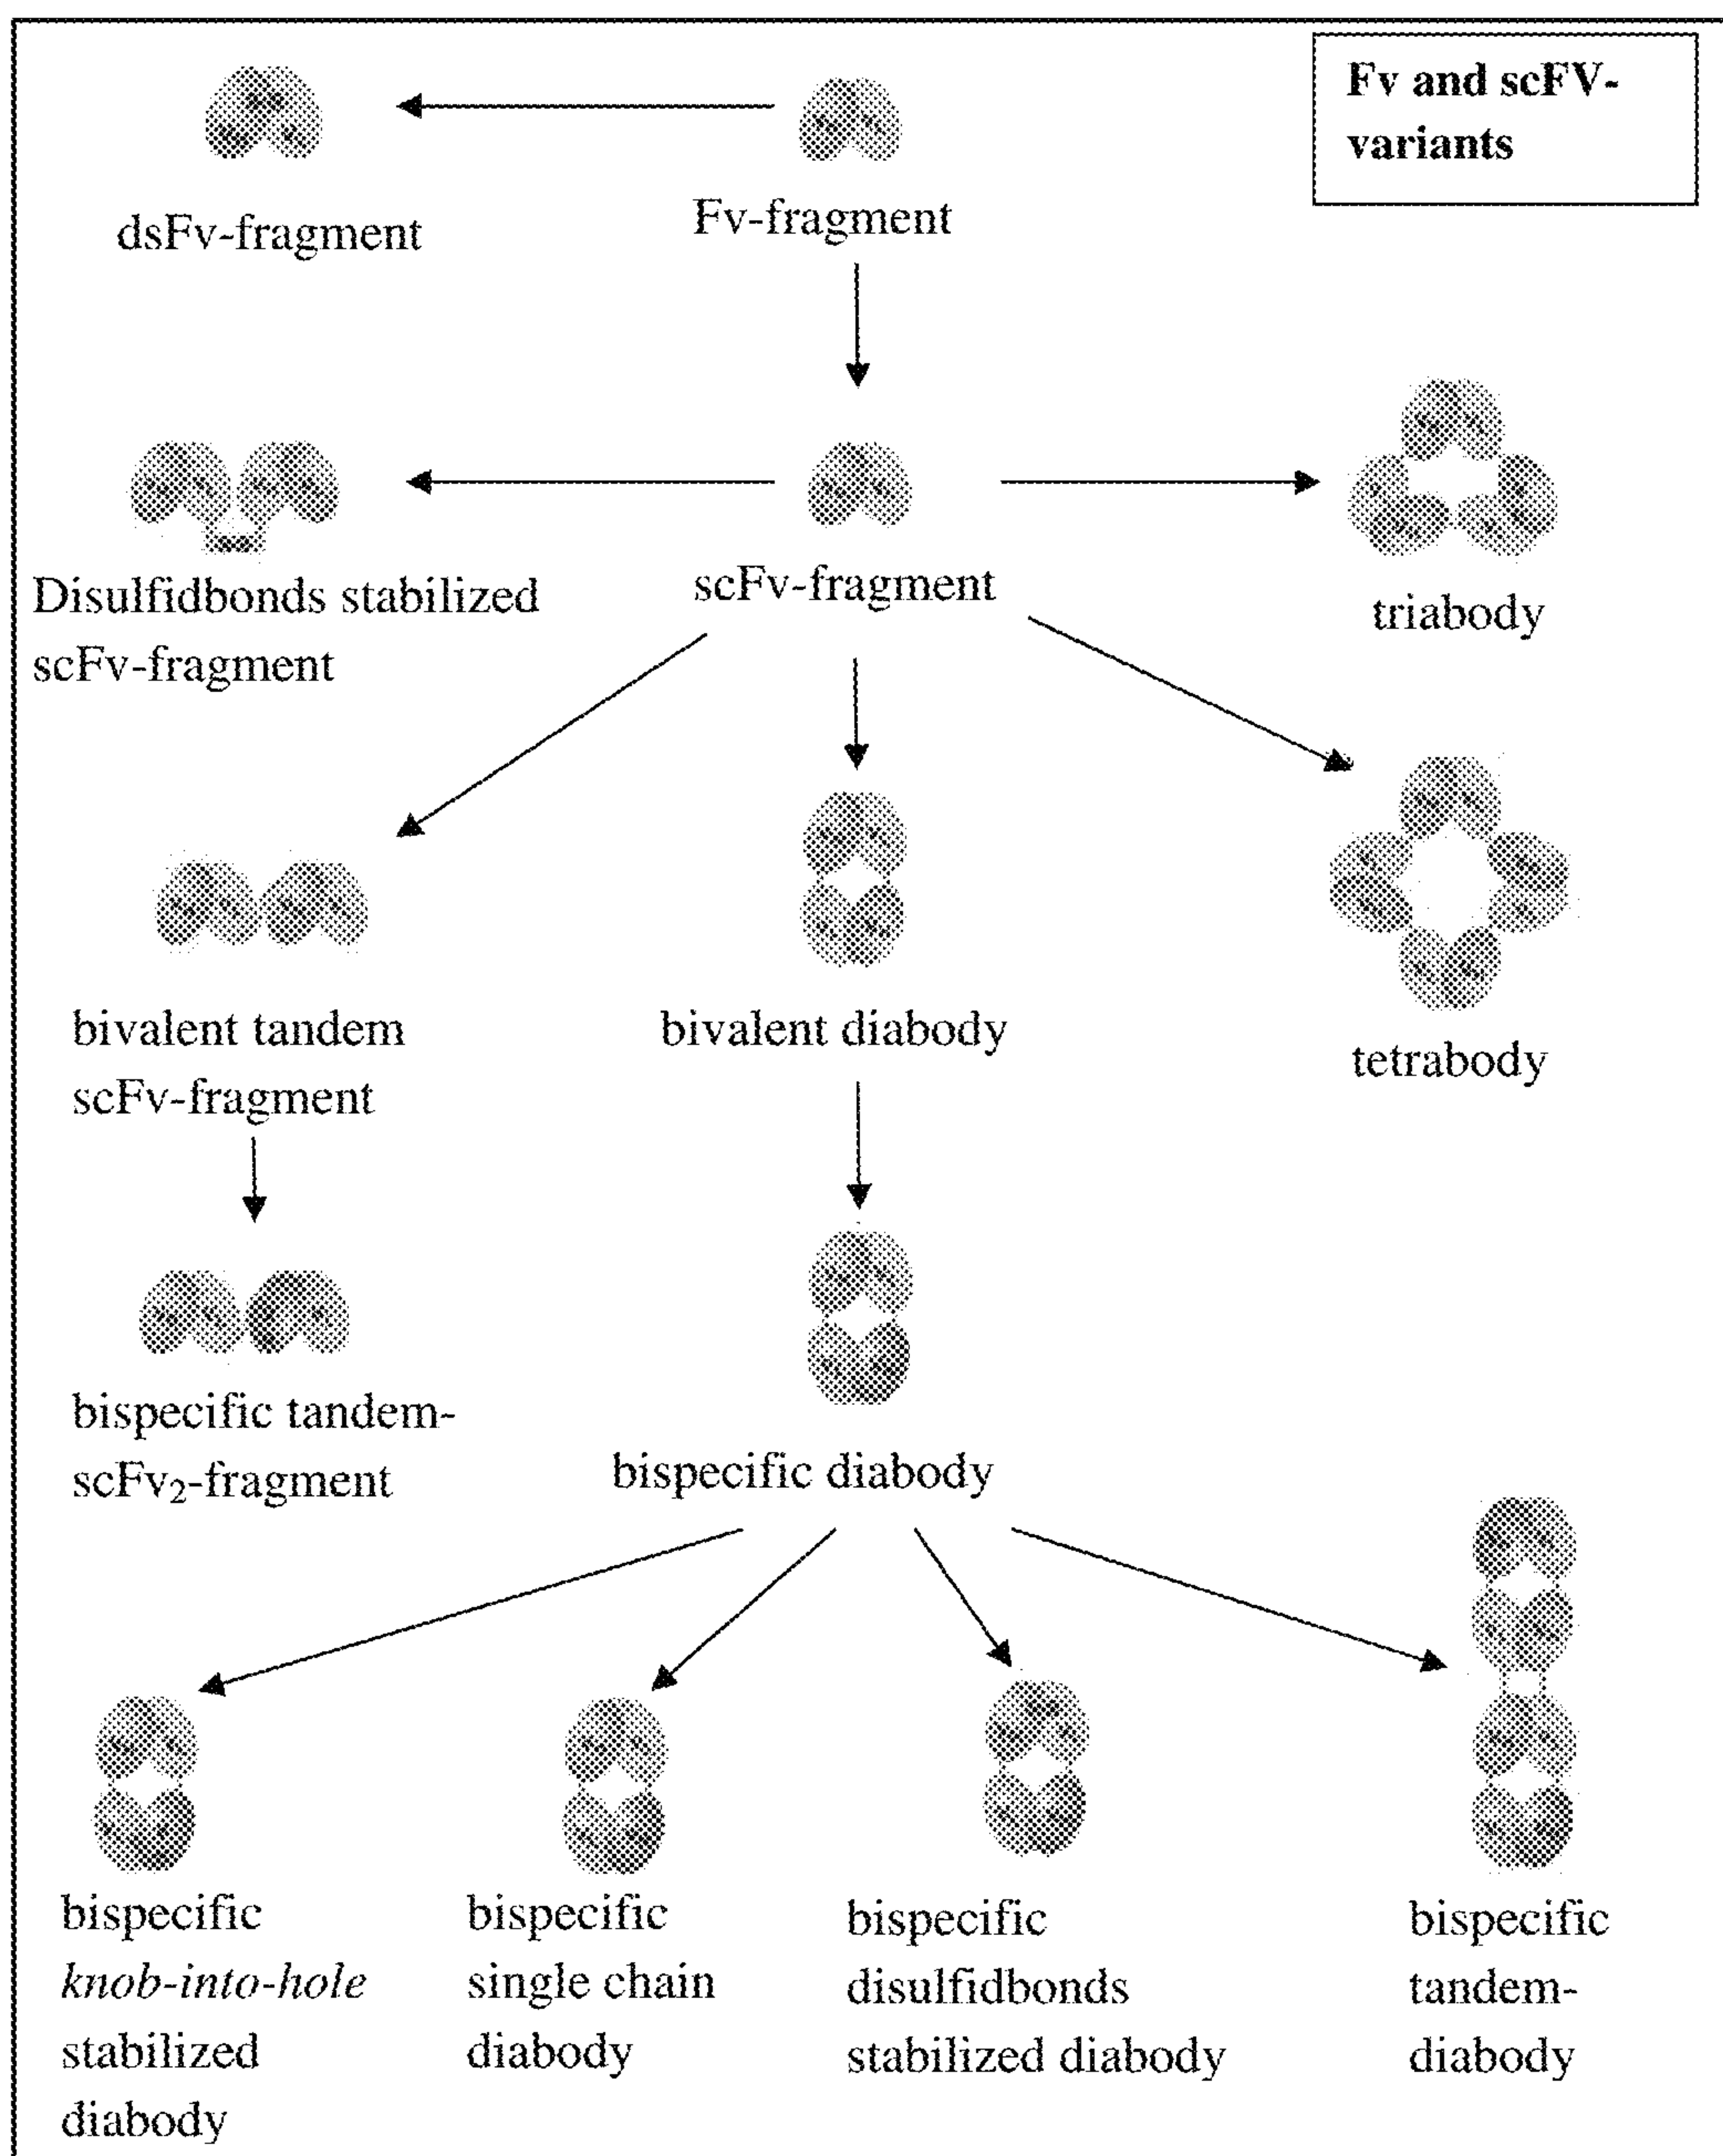 Fv and scFV-
variants
dsFv-fragment
Fv-fragment
Disulfidbonds stabilized
scFv-fragment
scFv-fragment
triabody
bivalent tandem
scFv-fragment
bivalent diabody
tetrabody
bispecific tandem-
scFv₂-fragment
bispecific diabody
bispecific
knob-into-hole
stabilized
diabody
bispecific
single chain
diabody
bispecific
disulfidbonds
stabilized diabody
bispecific
tandem-
diabody